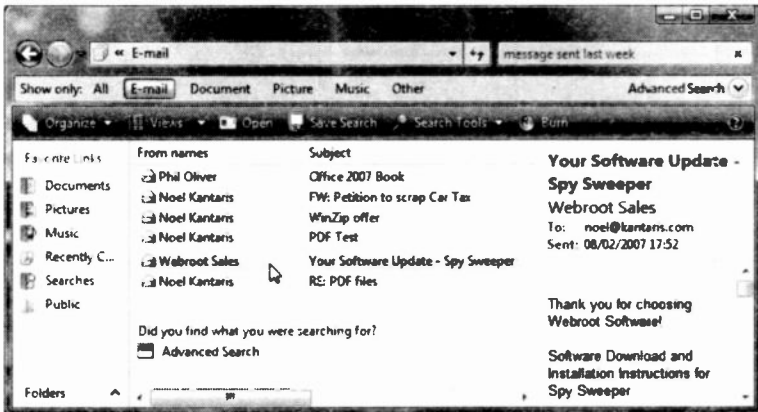 « E-mail
message sent last week
Show only: All E-mail Document Picture Music Other Advanced Search
Organize Views Open Save Search Search Tools Burn
Favorite Links
Documents
Pictures
Music
Recently C...
Searches
Public
Folders
From names Subject
Phil Oliver Office 2007 Book
Noel Kantaris FW: Petition to scrap Car Tax
Noel Kantaris WinZip offer
Noel Kantaris PDF Test
Webroot Sales Your Software Update - Spy Sweeper
Noel Kantaris RE: PDF files
Did you find what you were searching for?
Advanced Search
Your Software Update -
Spy Sweeper
Webroot Sales
To: noel@kantaris.com
Sent: 08/02/2007 17:52
Thank you for choosing
Webroot Software!
Software Download and
Installation Instructions for
Spy Sweeper